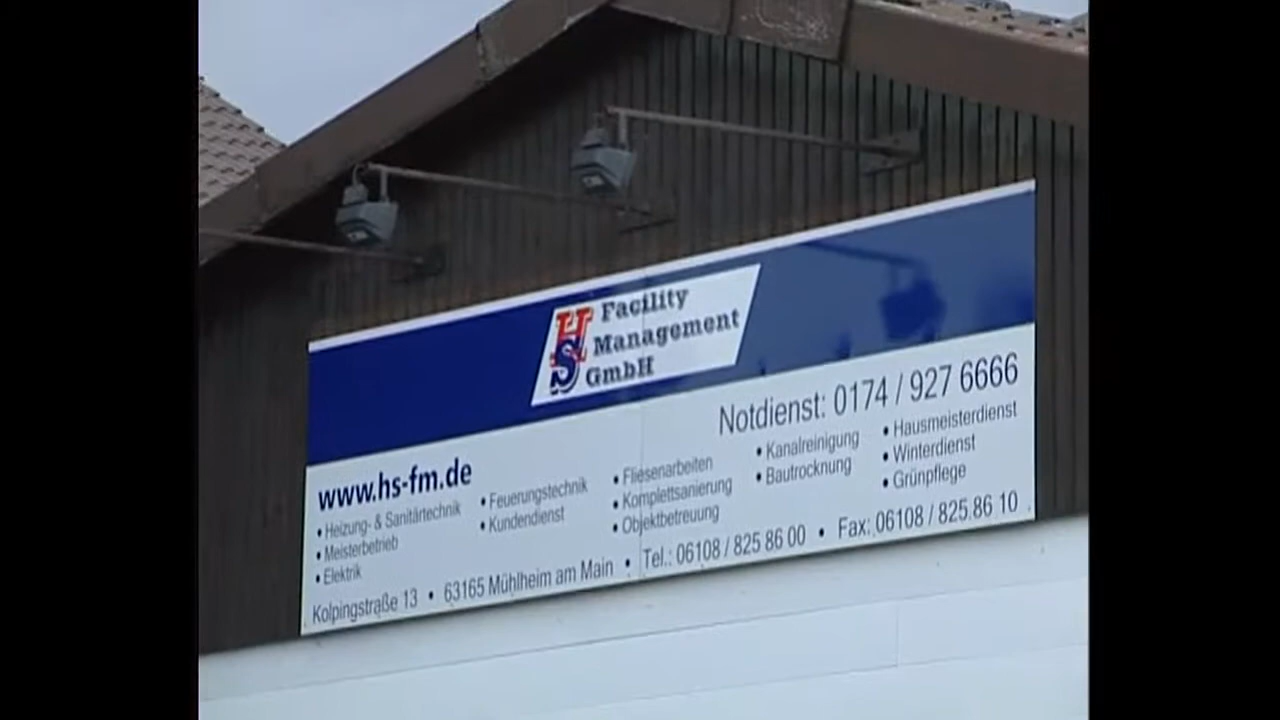 HS
Facility
Management
GmbH
Notdienst: 0174 / 927 6666
www.hs-fm.de
• Heizung- & Sanitärtechnik
• Meisterbetrieb
• Elektrik
• Feuerungstechnik
• Kundendienst
• Fliesenarbeiten
• Komplettsanierung
• Objektbetreuung
• Kanalreinigung
• Bautrocknung
• Hausmeisterdienst
• Winterdienst
• Grünpflege
Kolpingstraße 13 • 63165 Mühlheim am Main • Tel.: 06108 / 825 86 00 • Fax: 06108 / 825 86 10